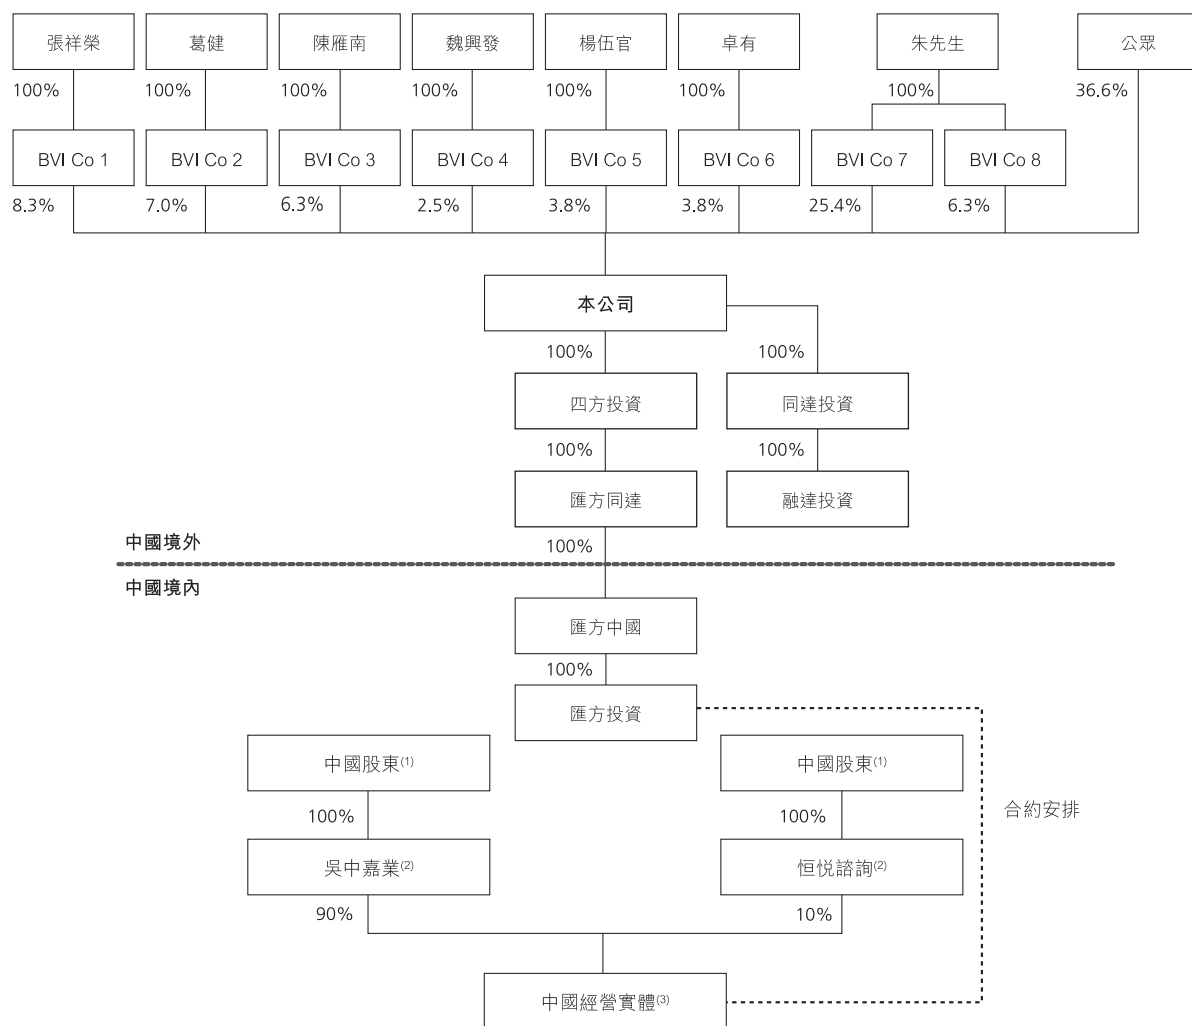 張祥榮 葛健 陳雁南 魏興發 楊伍官 卓有 朱先生 公眾
100% 100% 100% 100% 100% 100% 100% 36.6%
BVI Co 1 BVI Co 2 BVI Co 3 BVI Co 4 BVI Co 5 BVI Co 6 BVI Co 7 BVI Co 8
8.3% 7.0% 6.3% 2.5% 3.8% 3.8% 25.4% 6.3%
本公司
100% 100%
四方投資 同達投資
100% 100%
匯方同達 融達投資
中國境外 100%
中國境內
匯方中國
100%
匯方投資
中國股東(1) 中國股東(1)
100% 100% 合約安排
吳中嘉業(2) 恒悅諮詢(2)
90% 10%
中國經營實體(3)